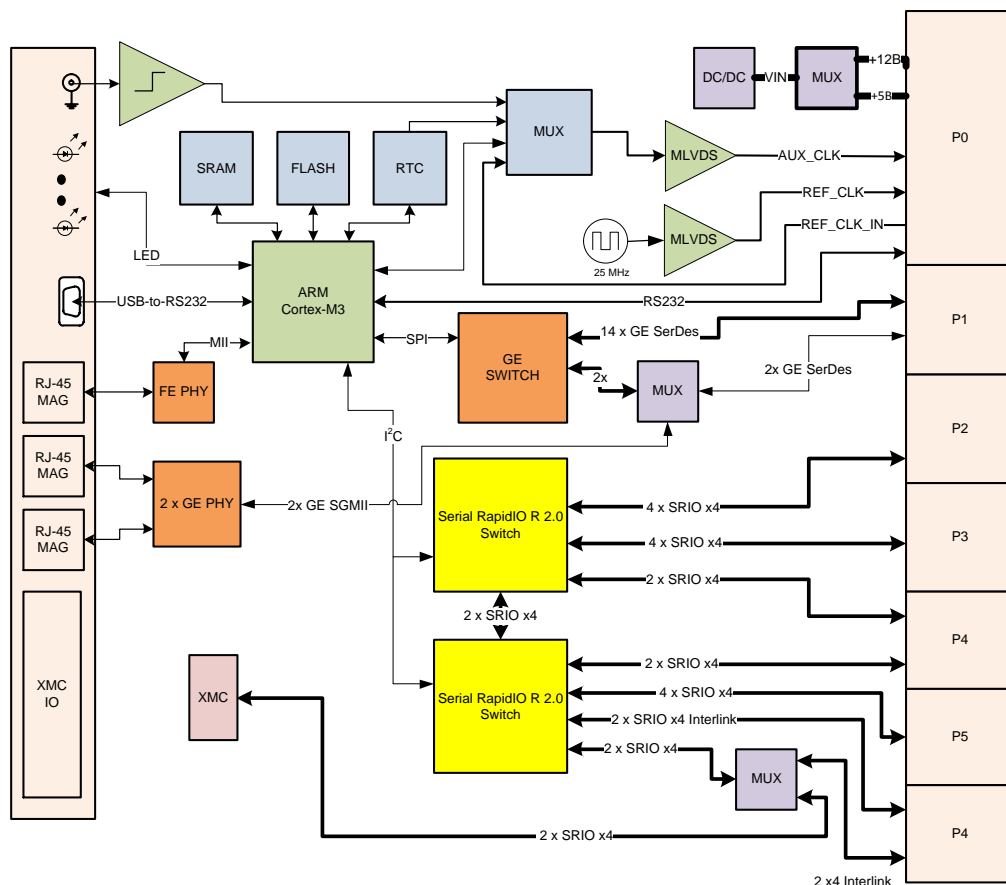 +12B
DC/DC
VIN
MUX
+5B
P0
MUX
SRAM
FLASH
RTC
MLVDS
AUX_CLK
REF_CLK
MLVDS
REF_CLK_IN
25 MHz
LED
ARM
Cortex-M3
USB-to-RS232
RS232
P1
14 x GE SerDes
MII
SPI
GE
SWITCH
2x GE SerDes
RJ-45
MAG
FE PHY
2x
MUX
P2
I²C
RJ-45
MAG
2 x GE PHY
2x GE SGMII
Serial RapidIO R 2.0
Switch
4 x SRIO x4
P3
RJ-45
MAG
4 x SRIO x4
2 x SRIO x4
2 x SRIO x4
P4
2 x SRIO x4
XMC
IO
XMC
Serial RapidIO R 2.0
Switch
4 x SRIO x4
2 x SRIO x4 Interlink
P5
2 x SRIO x4
MUX
P4
2 x SRIO x4
2 x4 Interlink